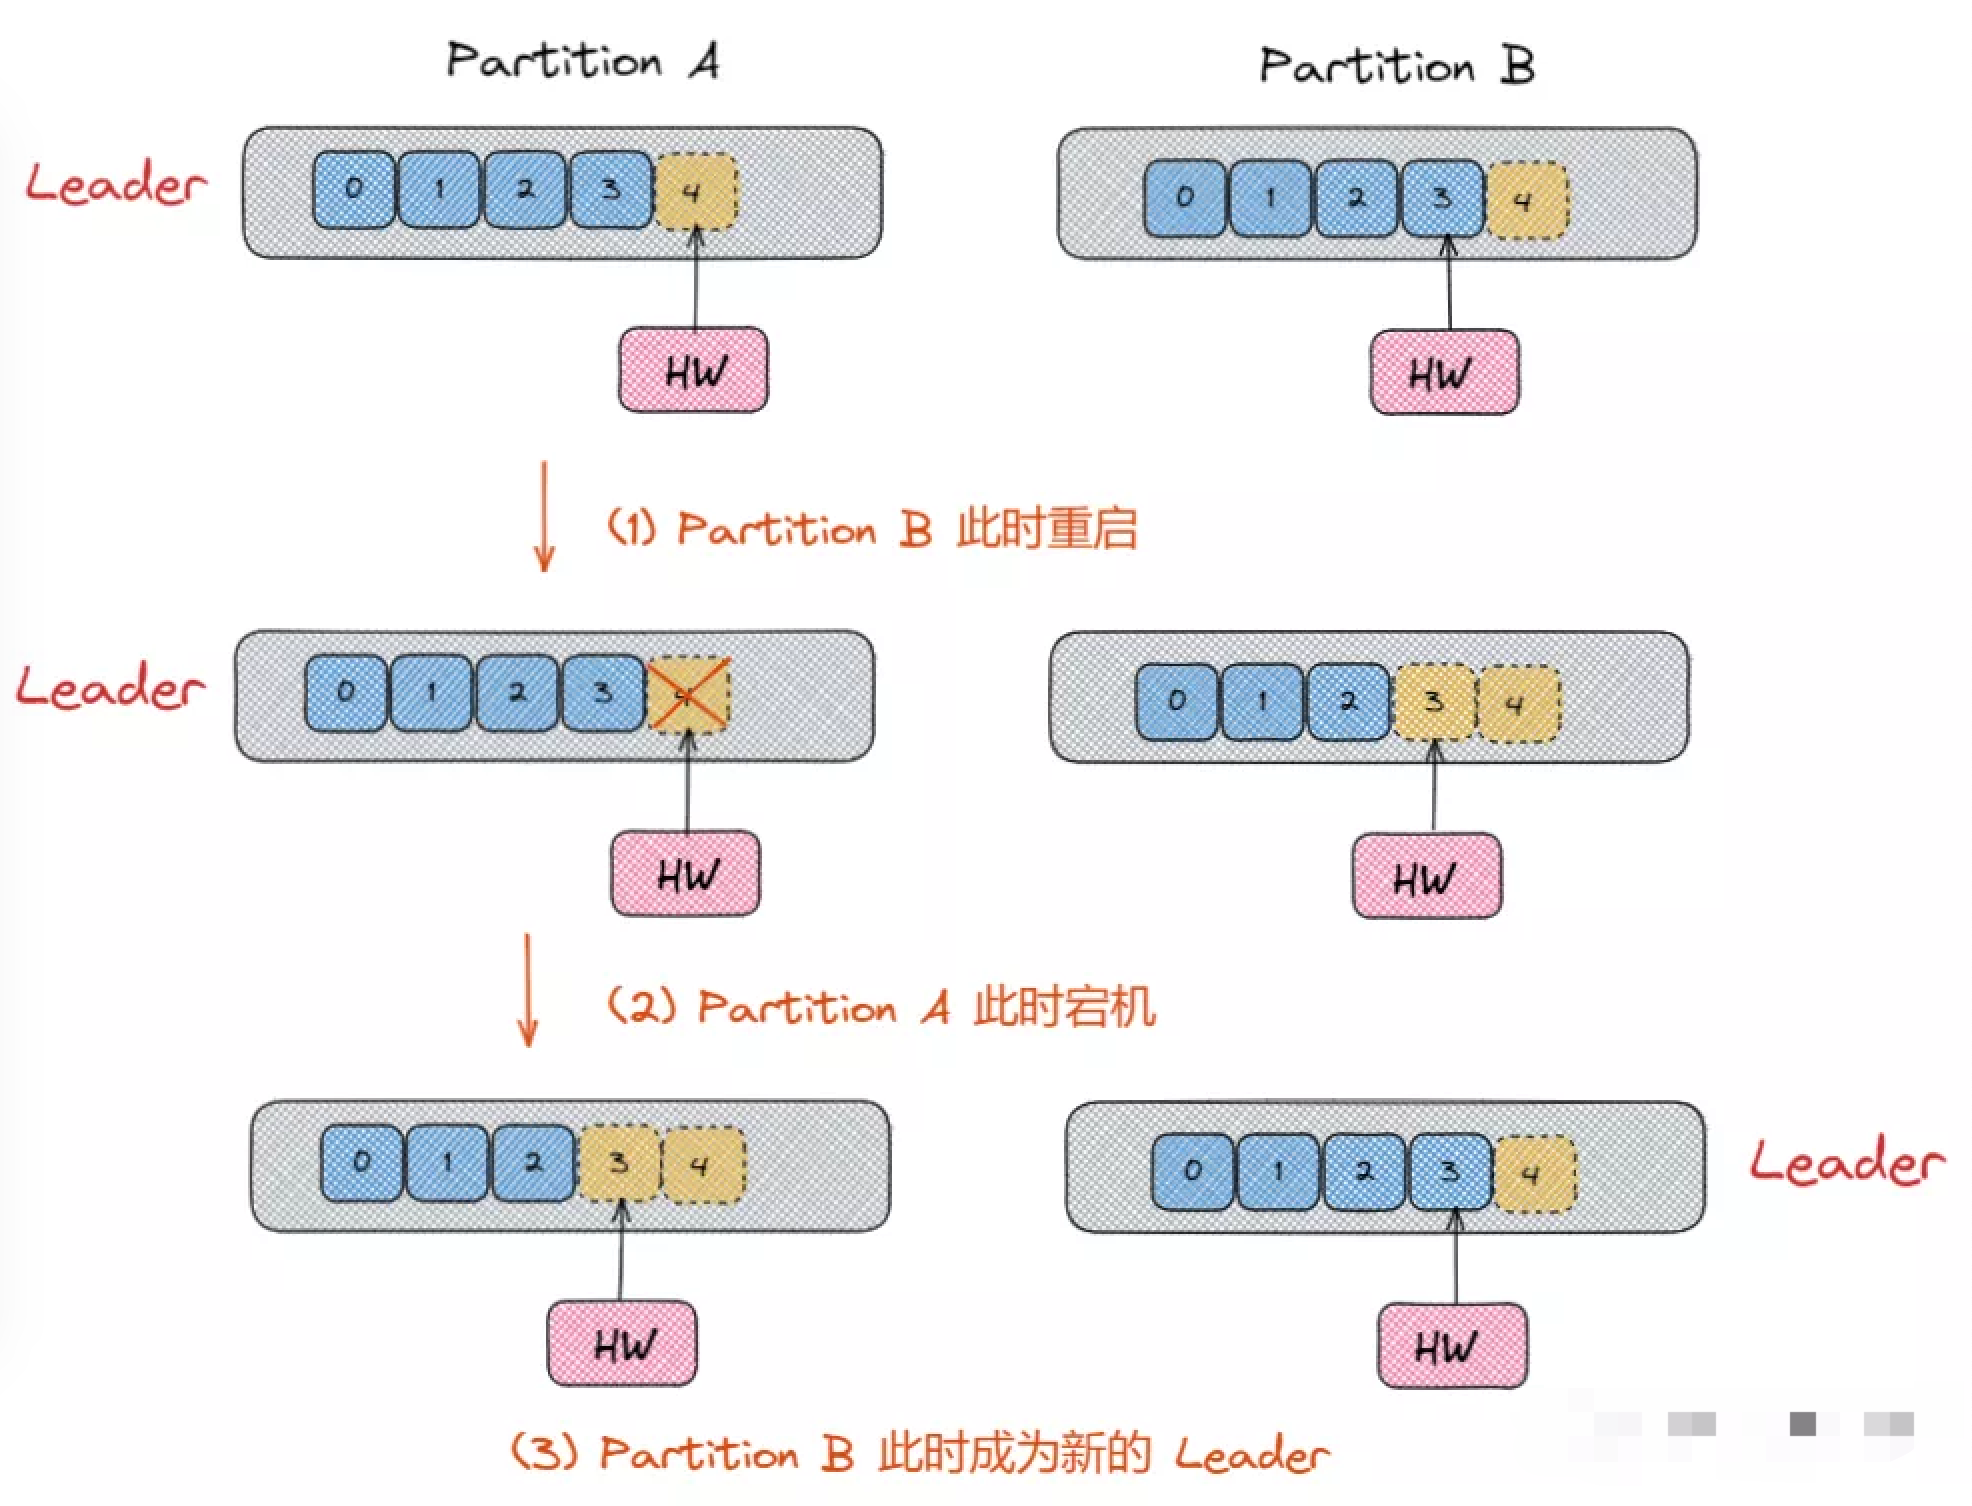 Partition A
Partition B
Leader
0 1 2 3 4
0 1 2 3 4
HW
HW
(1) Partition B 此时重启
Leader
0 1 2 3 4
0 1 2 3 4
HW
HW
(2) Partition A 此时宕机
0 1 2 3 4
0 1 2 3 4
Leader
HW
HW
(3) Partition B 此时成为新的 Leader